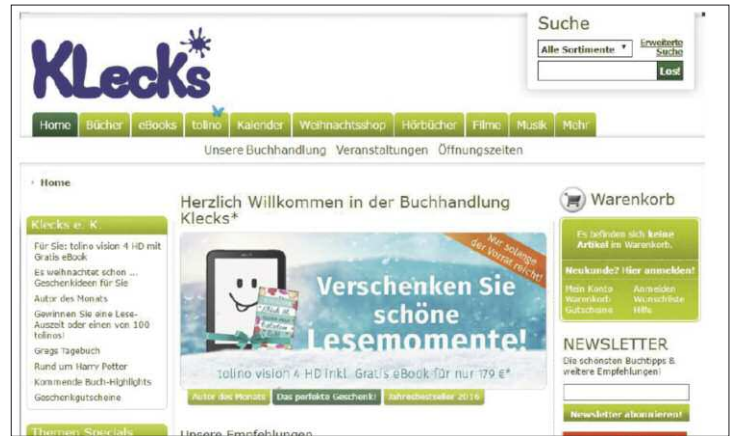 KLecks
Suche
Alle Sortimente
Erweiterte
Suche
Los!
Home Bücher eBooks tolino Kalender Weihnachtsshop Hörbücher Filme Musik Mehr
Unsere Buchhandlung Veranstaltungen Öffnungszeiten
› Home
Klecks e. K.
Für Sie: tolino vision 4 HD mit
Gratis eBook
Es weihnachtet schon ...
Geschenkideen für Sie
Autor des Monats
Gewinnen Sie eine Lese-
Auszeit oder einen von 100
tolinos!
Gregs Tagebuch
Rund um Harry Potter
Kommende Buch-Highlights
Geschenkgutscheine
Themen Specials
Herzlich Willkommen in der Buchhandlung
Klecks*
Nur solange
der Vorrat reicht!
Verschenken Sie
schöne
Lesemomente!
tolino vision 4 HD inkl. Gratis eBook für nur 179 €*
Autor des Monats Das perfekte Geschenk! Jahresbestseller 2016
Unsere Empfehlungen
Warenkorb
Es befinden sich keine
Artikel im Warenkorb.
Neukunde? Hier anmelden!
Mein Konto Anmelden
Warenkorb Wunschliste
Gutscheine Hilfe
NEWSLETTER
Die schönsten Buchtipps &
weitere Empfehlungen!
Newsletter abonnieren!